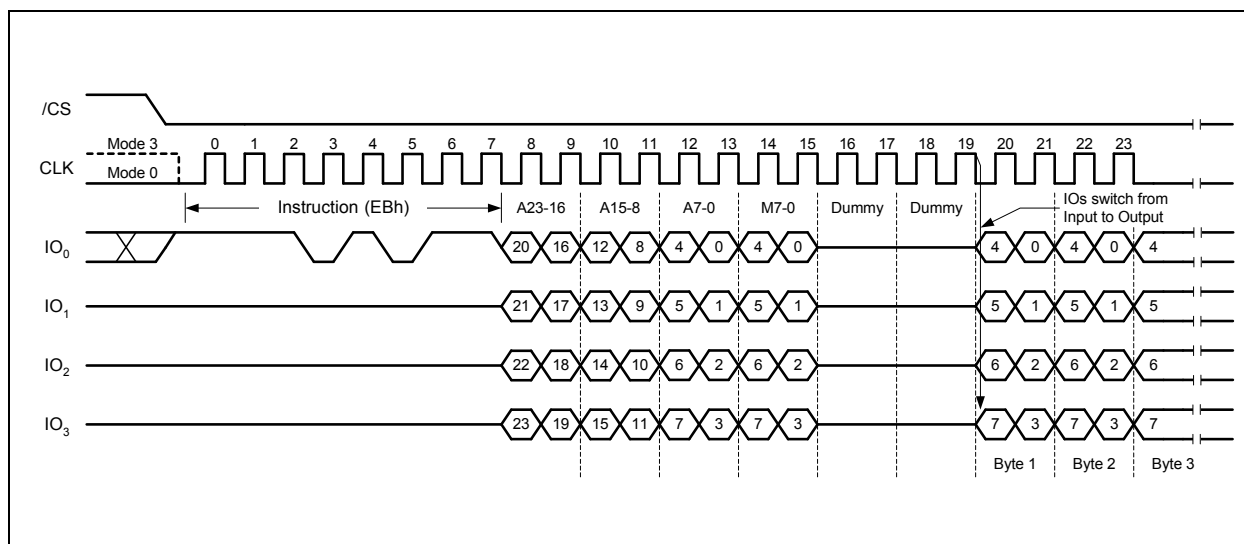 /CS
Mode 3 0 1 2 3 4 5 6 7 8 9 10 11 12 13 14 15 16 17 18 19 20 21 22 23
CLK
Mode 0
Instruction (EBh) A23-16 A15-8 A7-0 M7-0 Dummy Dummy
IOs switch from
Input to Output
IO0 20 16 12 8 4 0 4 0 4 0 4 0 4
IO1 21 17 13 9 5 1 5 1 5 1 5 1 5
IO2 22 18 14 10 6 2 6 2 6 2 6 2 6
IO3 23 19 15 11 7 3 7 3 7 3 7 3 7
Byte 1 Byte 2 Byte 3